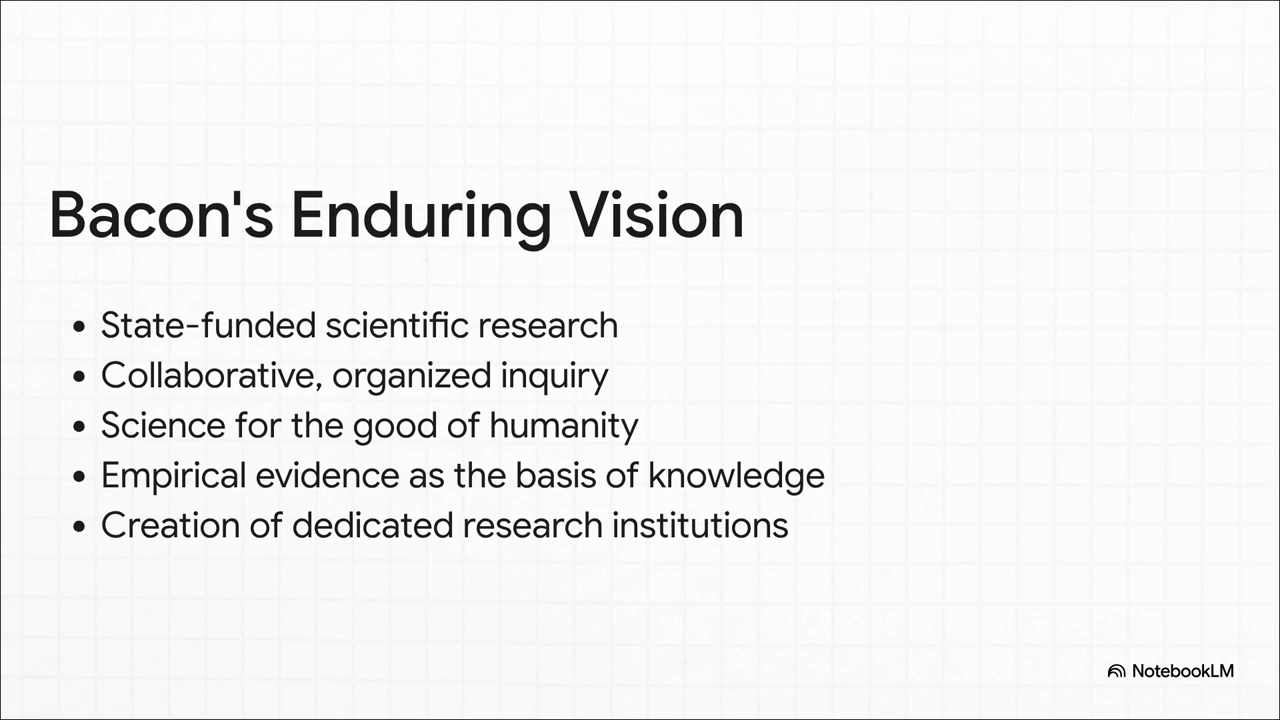 Bacon's Enduring Vision
• State-funded scientific research
• Collaborative, organized inquiry
• Science for the good of humanity
• Empirical evidence as the basis of knowledge
• Creation of dedicated research institutions
NotebookLM